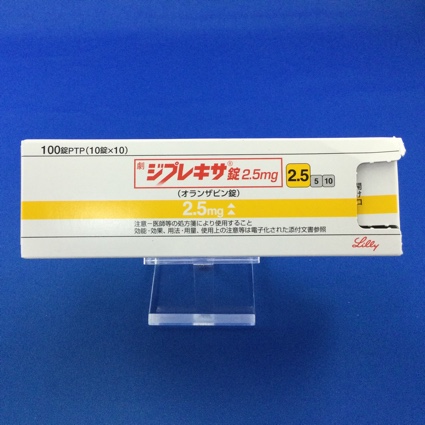 100錠PTP(10錠×10)
劇 ジプレキサ®錠2.5mg 2.5 5 10
(オランザピン錠)
2.5mg
注意-医師等の処方箋により使用すること
効能・効果、用法・用量、使用上の注意等は電子化された添付文書参照
開け口
Lilly